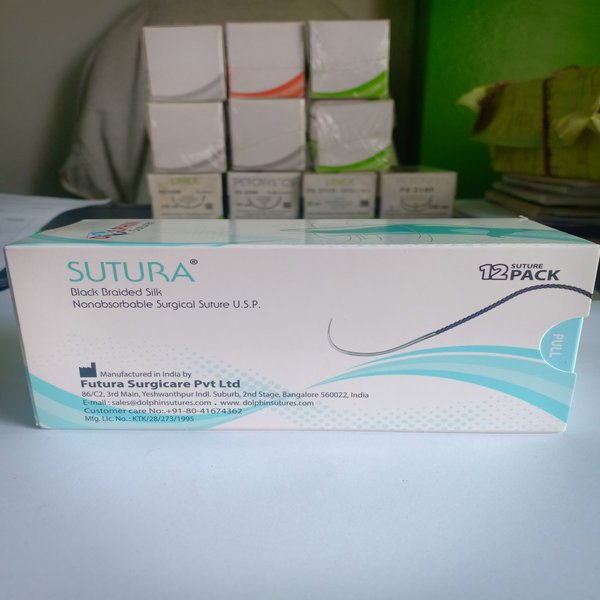 SUTURA®
Black Braided Silk
Nonabsorbable Surgical Suture U.S.P.
12 SUTURE PACK
PULL
Manufactured in India by
Futura Surgicare Pvt Ltd
86/C2, 3rd Main, Yeshwanthpur Indl. Suburb, 2nd Stage, Bangalore 560022, India
E-mail : sales@dolphinsutures.com • www. dolphinsutures.com
Customer care No:+91-80-41674362
Mfg. Lic. No.: KTK/28/273/1995